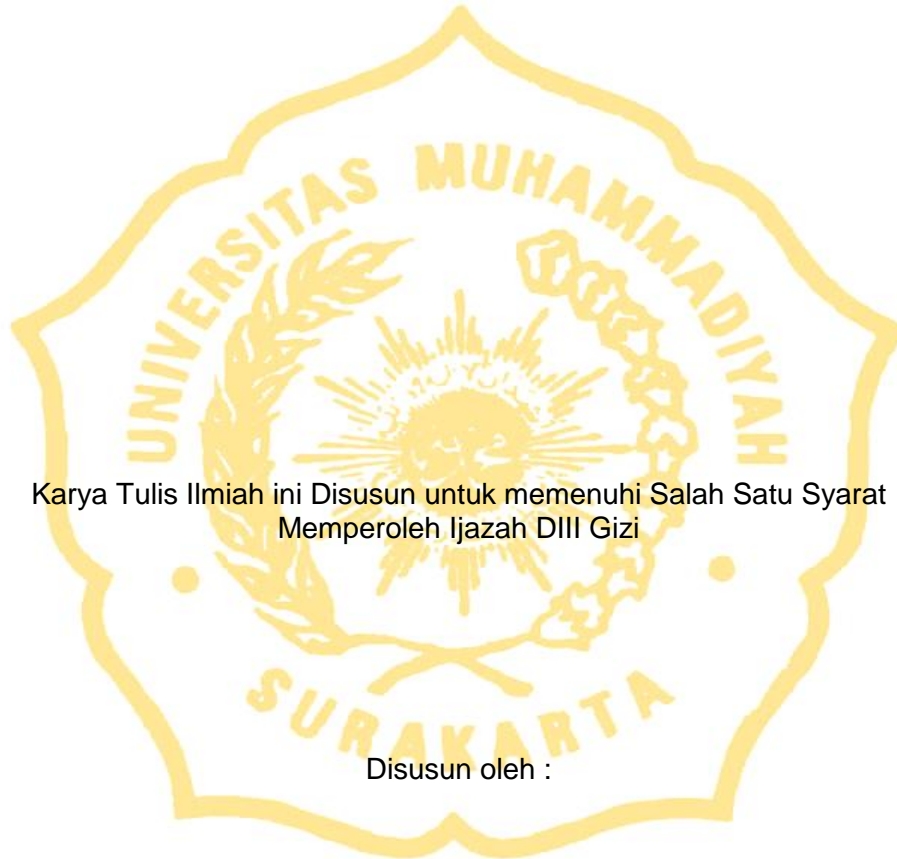 UNIVERSITAS MUHAMMADIYAH
Karya Tulis Ilmiah ini Disusun untuk memenuhi Salah Satu Syarat
Memperoleh Ijazah DIII Gizi
SURAKARTA
Disusun oleh :